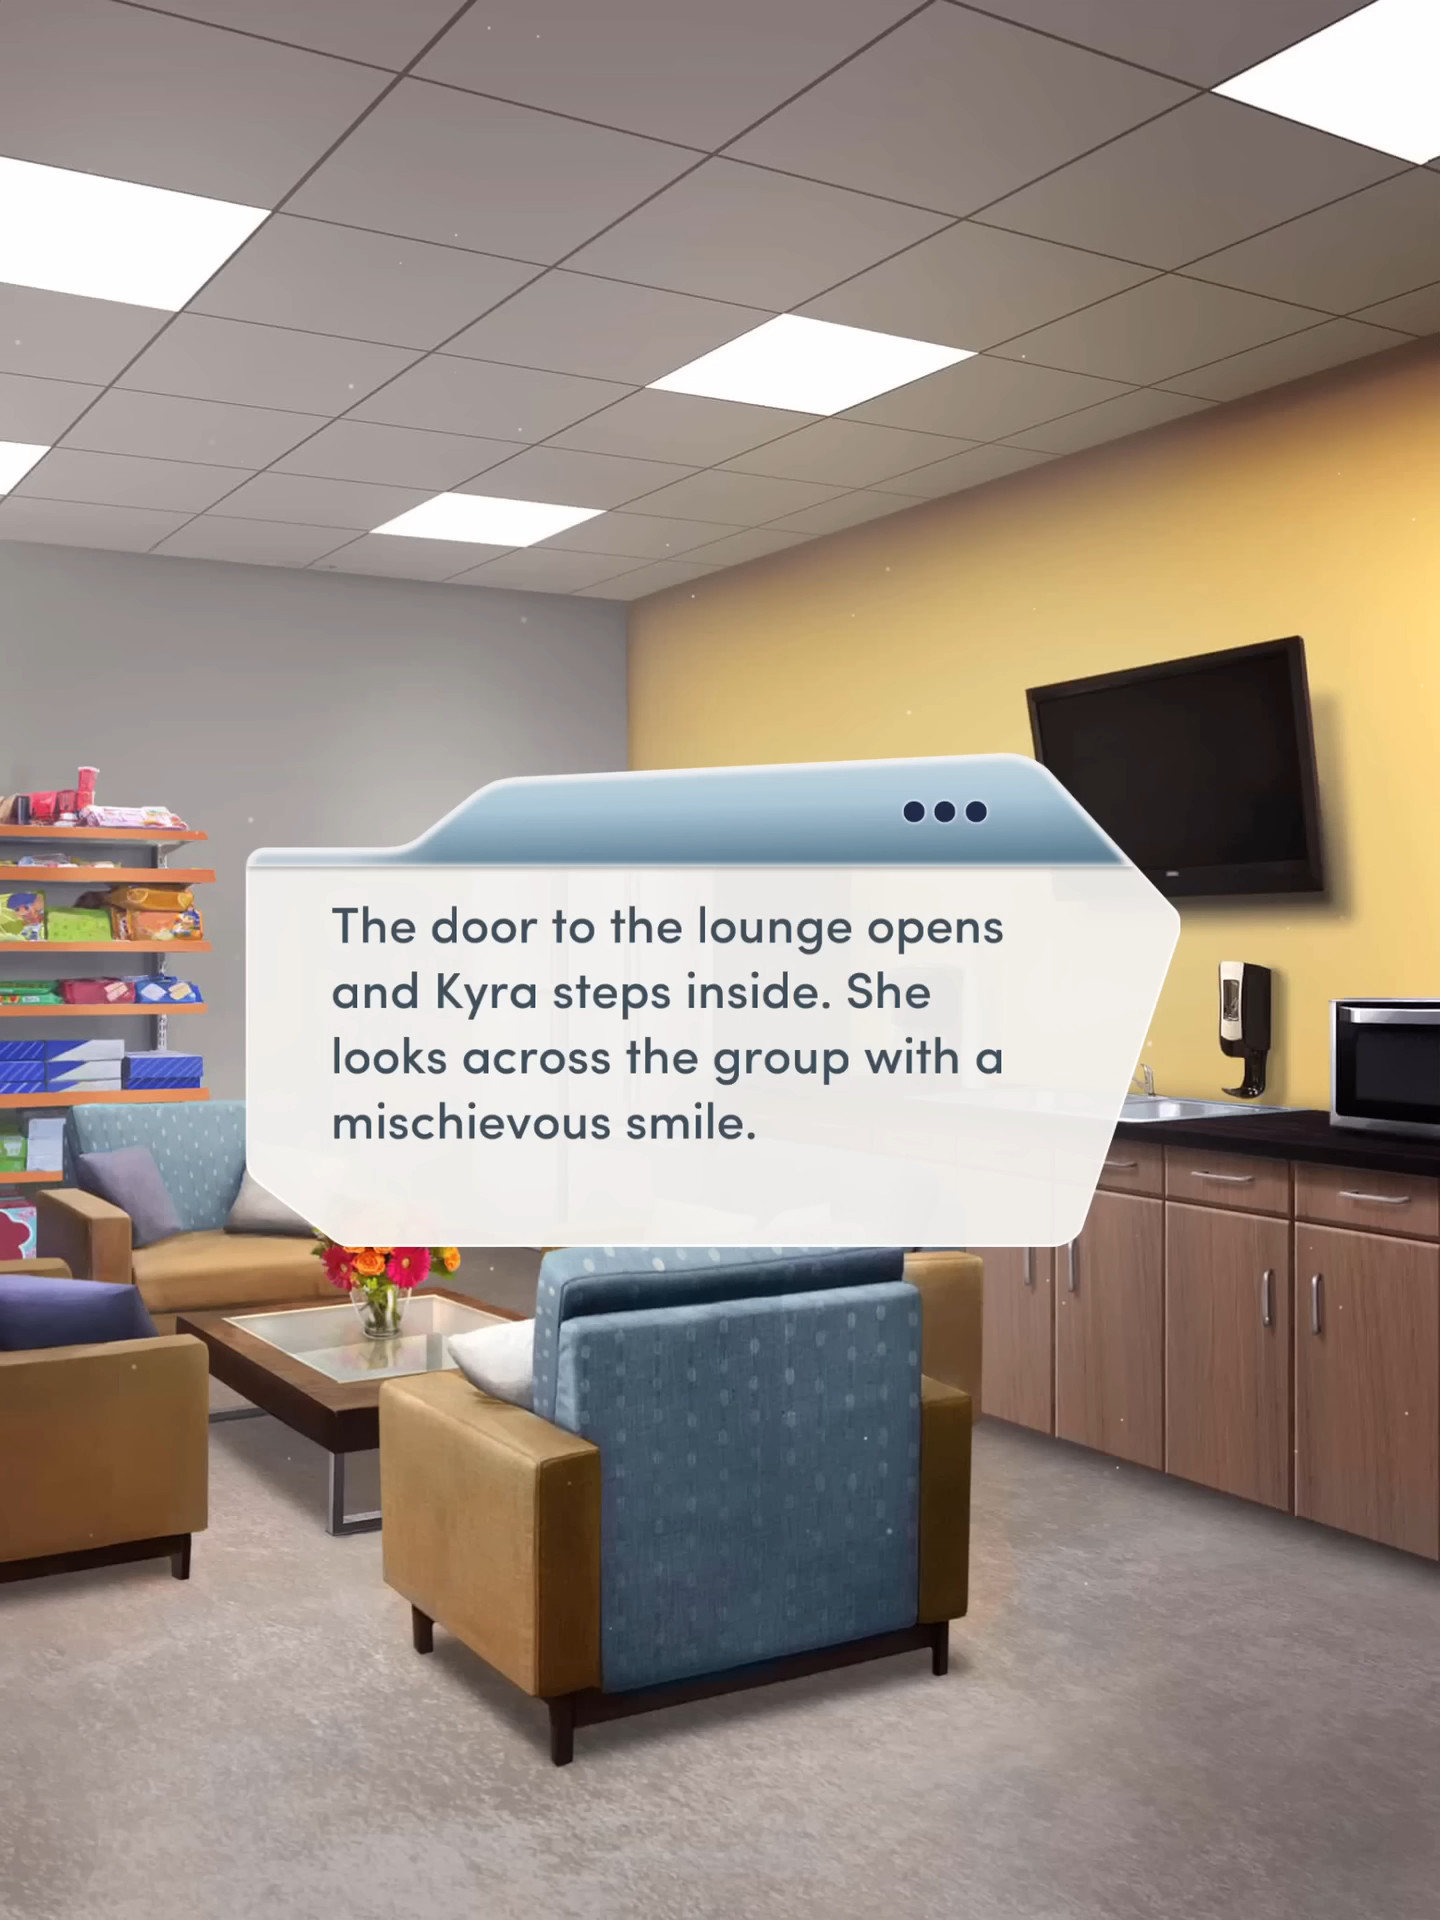 The door to the lounge opens
and Kyra steps inside. She
looks across the group with a
mischievous smile.